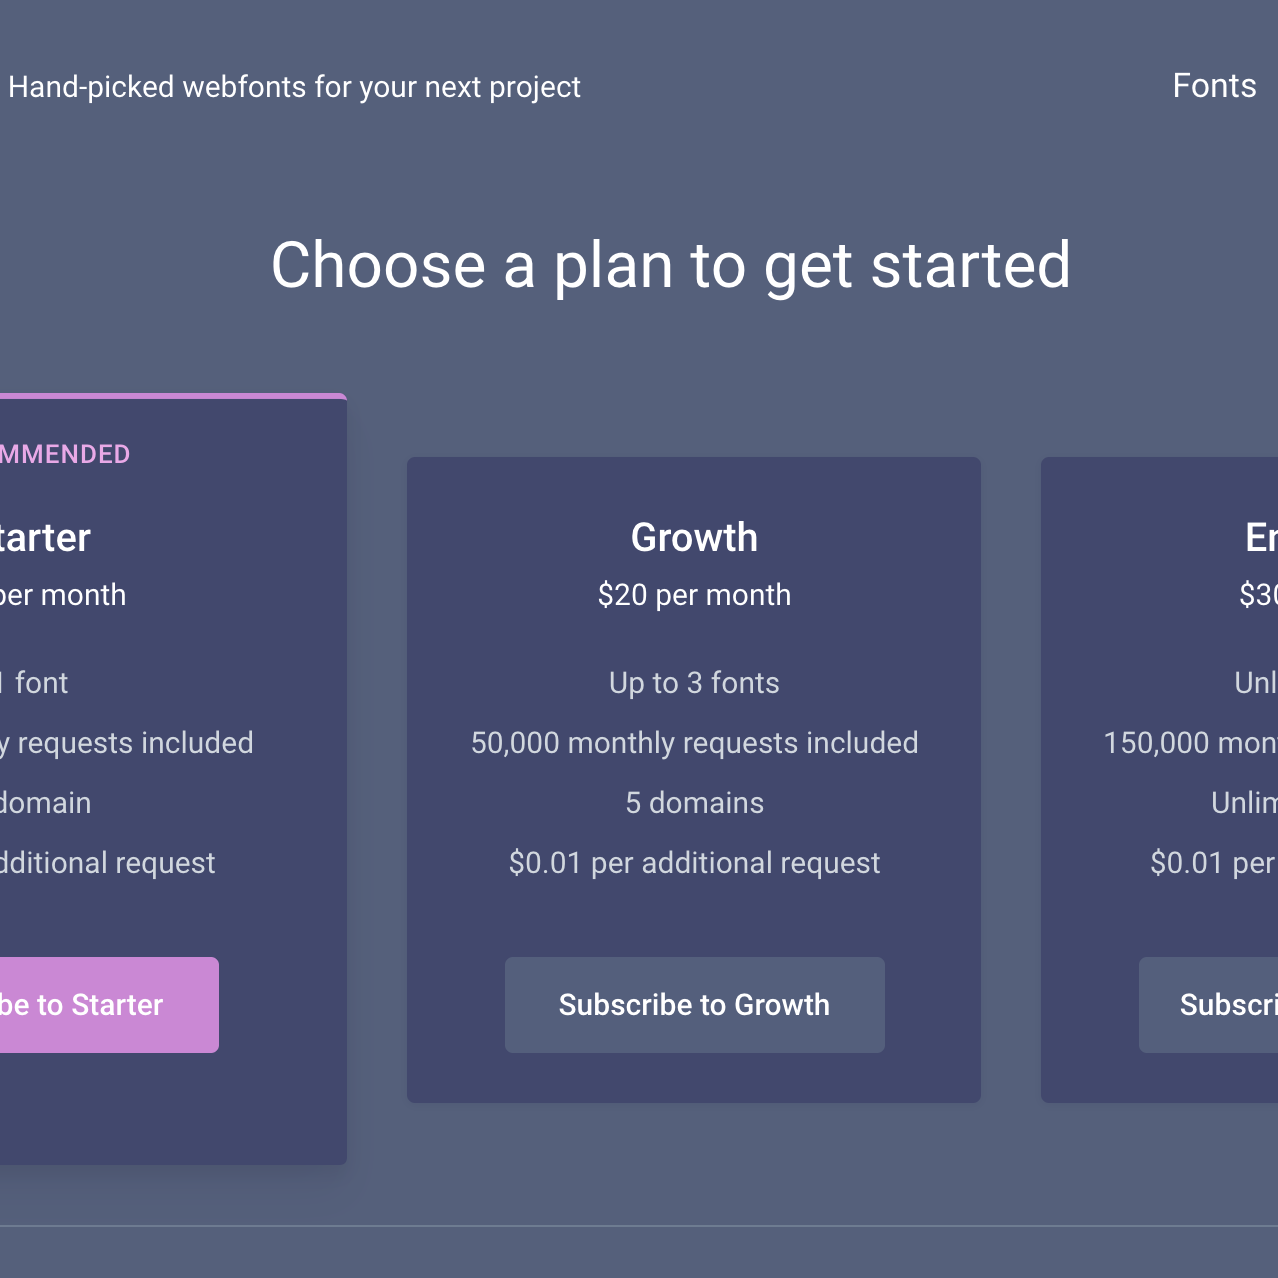 Hand-picked webfonts for your next project
Fonts
Choose a plan to get started
MMENDED
tarter
per month
1 font
y requests included
domain
dditional request
be to Starter
Growth
$20 per month
Up to 3 fonts
50,000 monthly requests included
5 domains
$0.01 per additional request
Subscribe to Growth
En
$30
Unl
150,000 mont
Unlim
$0.01 per
Subscri